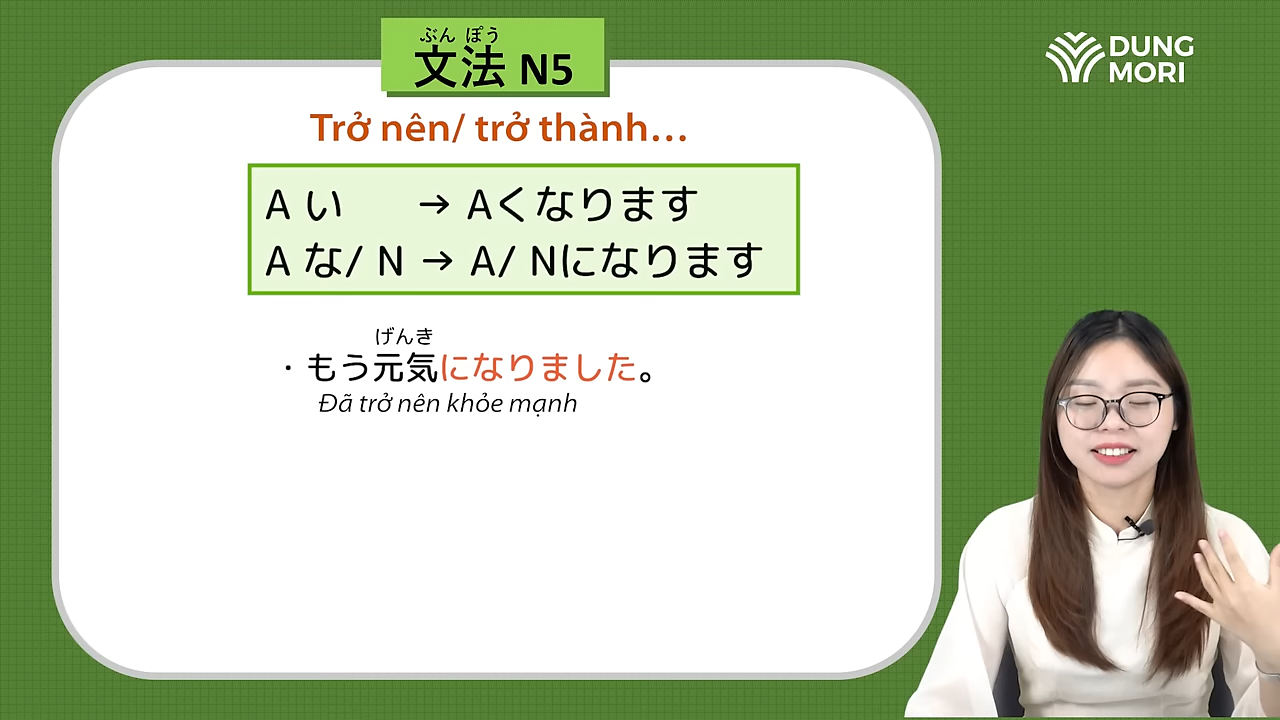 ぶん ぽう
文法 N5
DUNG
MORI
Trở nên/ trở thành...
A い → Aくなります
A な/ N → A/ Nになります
げんき
・もう元気になりました。
Đã trở nên khỏe mạnh